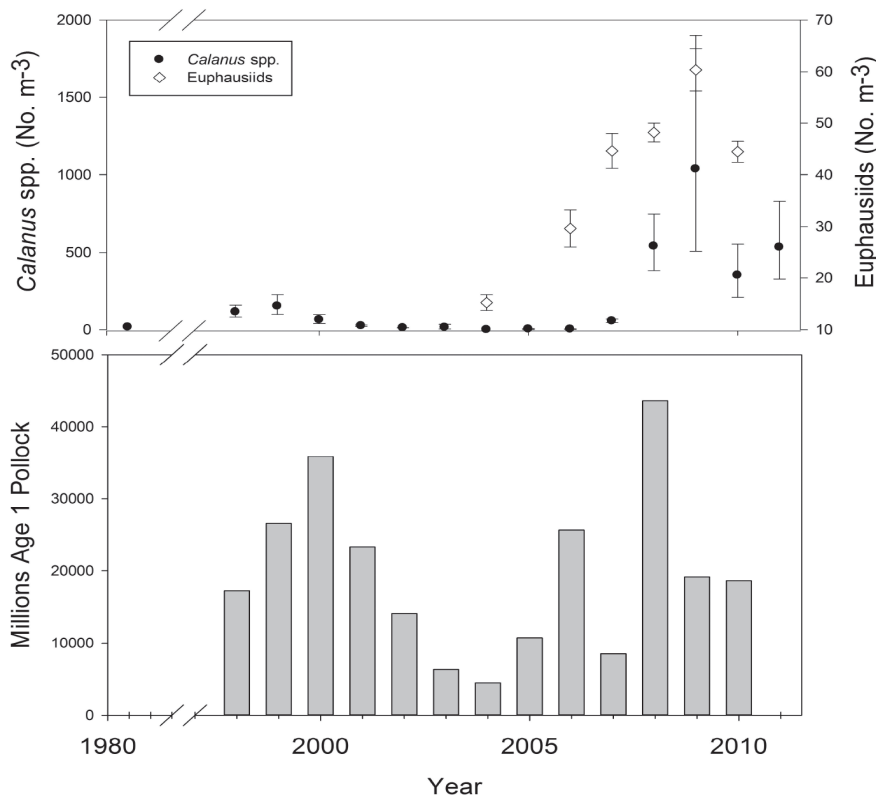 2000
1500
1000
500
0
Calanus spp. (No. m-3)
Calanus spp.
Euphausiids
70
60
50
40
30
20
10
Euphausiids (No. m-3)
50000
40000
30000
20000
10000
0
Millions Age 1 Pollock
1980 2000 2005 2010
Year